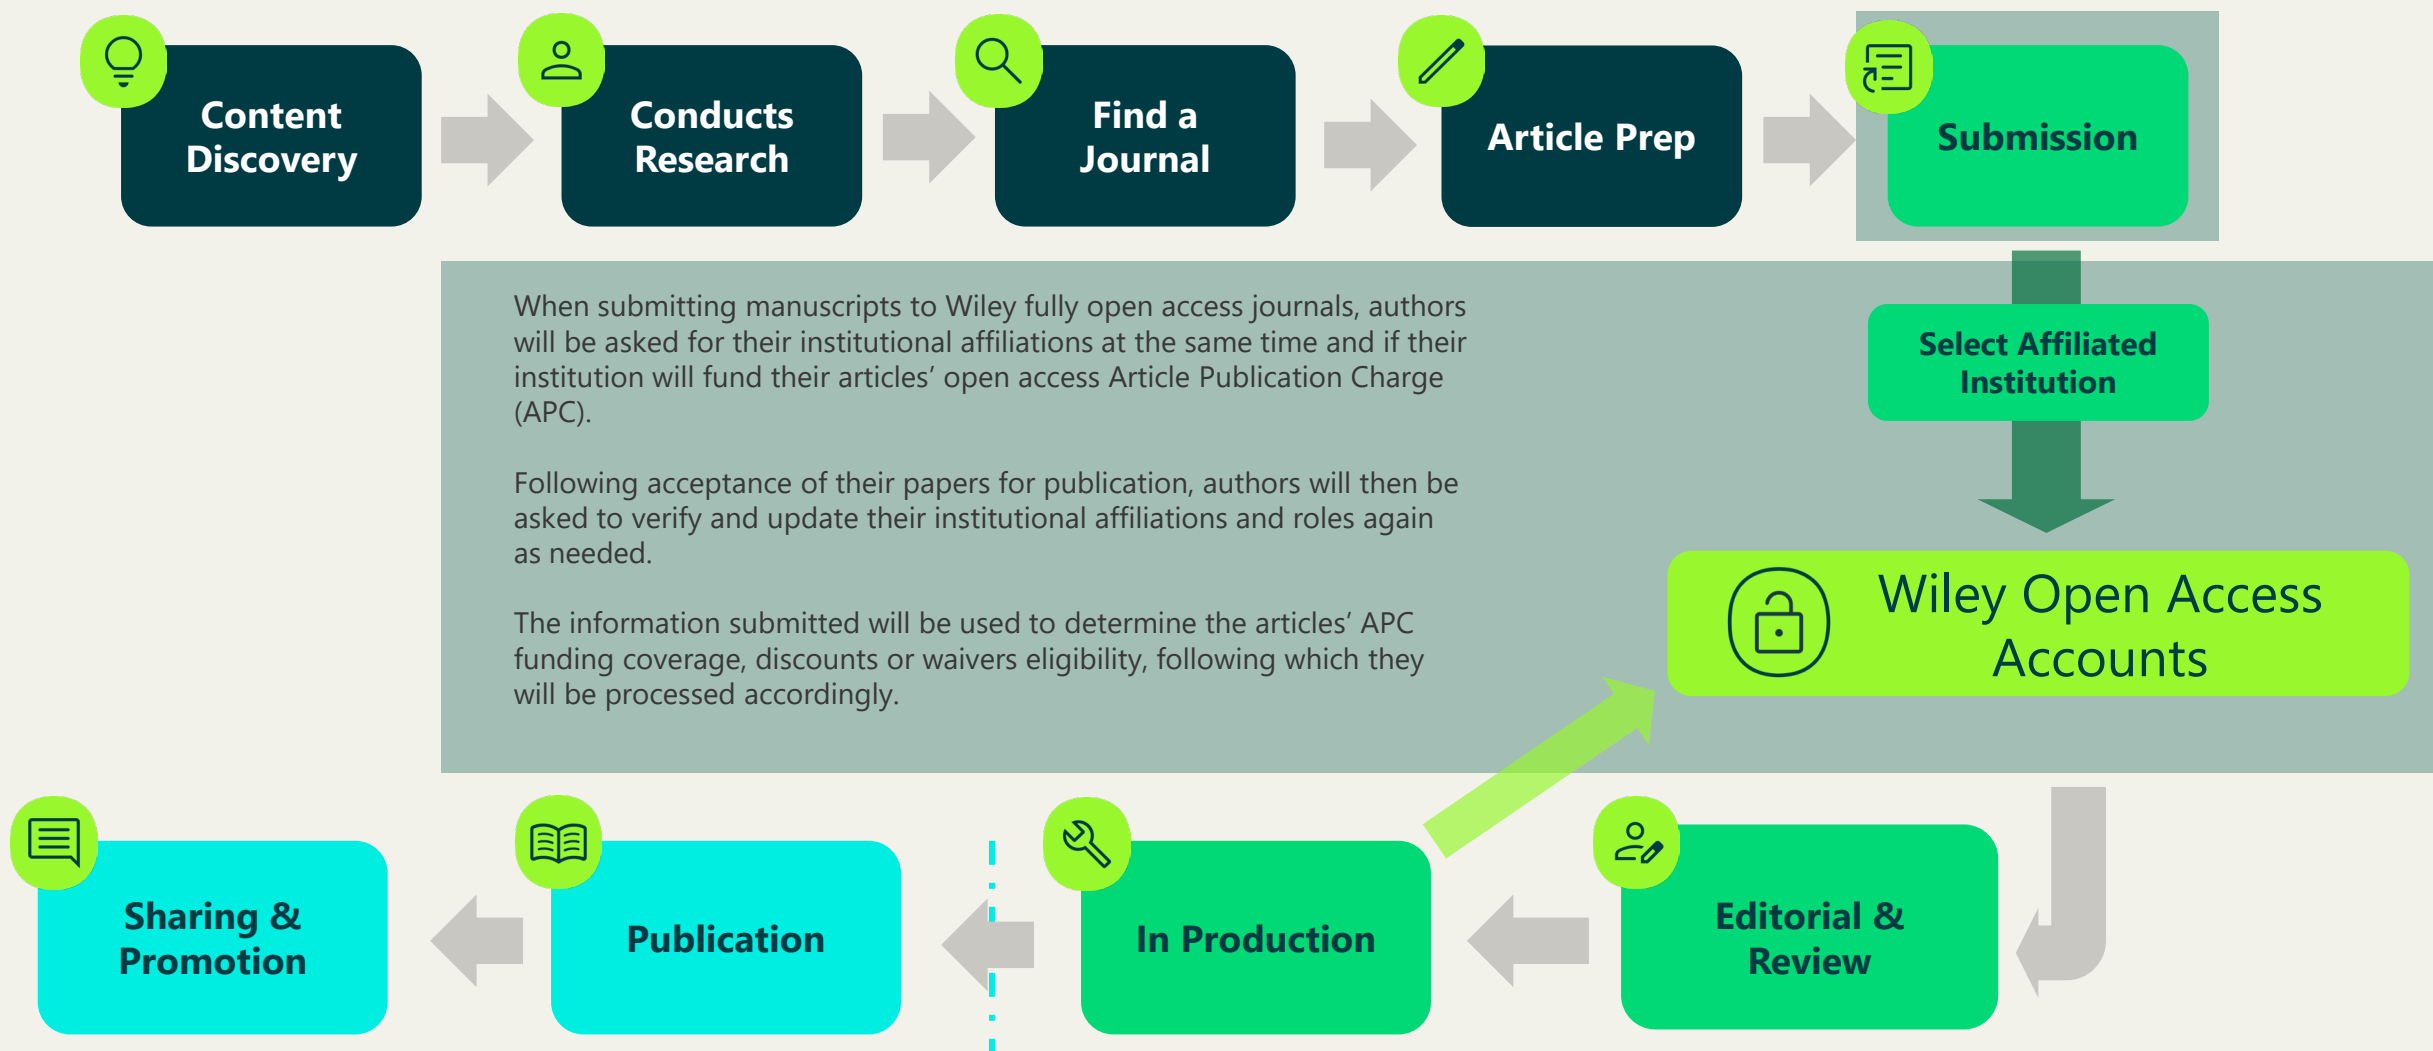 Content
Discovery
Conducts
Research
Find a
Journal
Article Prep
Submission
When submitting manuscripts to Wiley fully open access journals, authors
will be asked for their institutional affiliations at the same time and if their
institution will fund their articles’ open access Article Publication Charge
(APC).
Following acceptance of their papers for publication, authors will then be
asked to verify and update their institutional affiliations and roles again
as needed.
The information submitted will be used to determine the articles’ APC
funding coverage, discounts or waivers eligibility, following which they
will be processed accordingly.
Select Affiliated
Institution
Wiley Open Access
Accounts
Sharing &
Promotion
Publication
In Production
Editorial &
Review